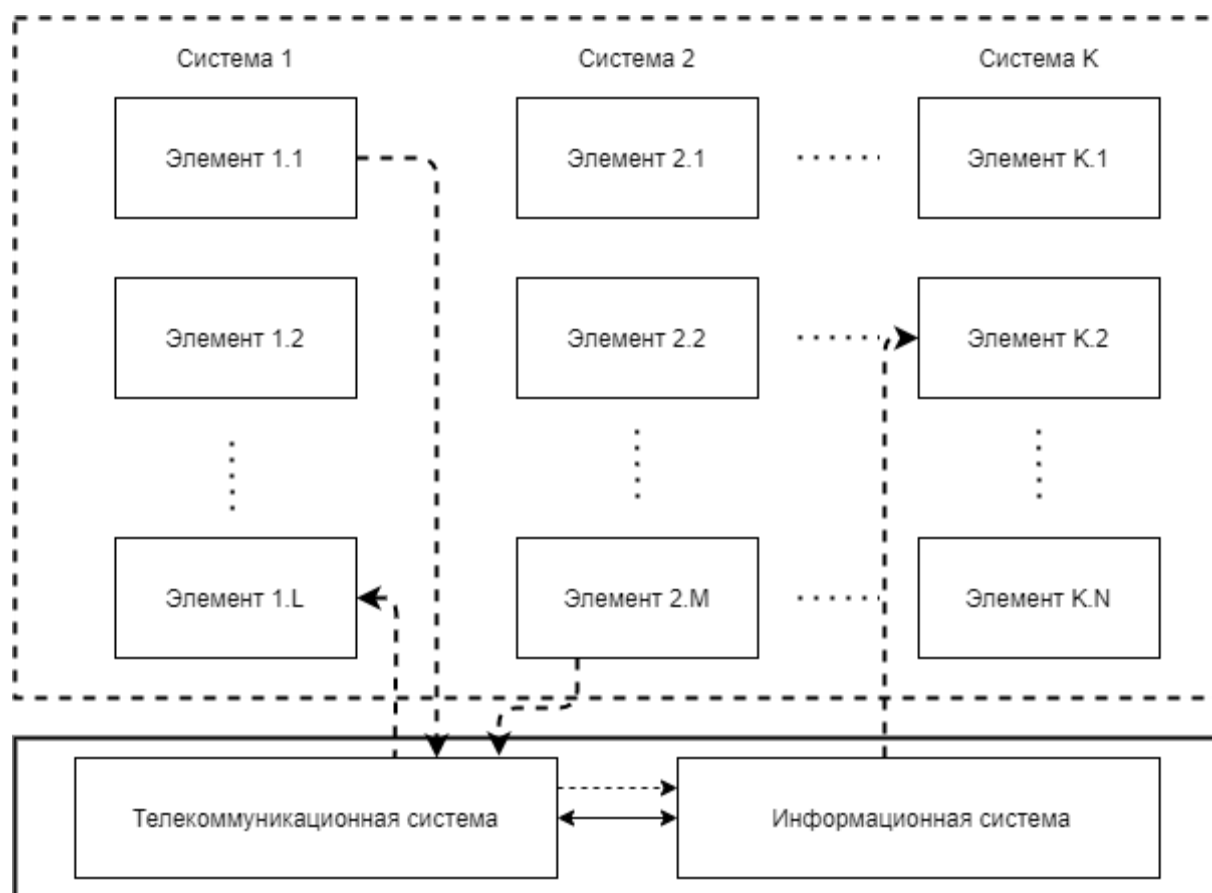 Система 1
Система 2
Система K
Элемент 1.1
Элемент 2.1
Элемент K.1
Элемент 1.2
Элемент 2.2
Элемент K.2
Элемент 1.L
Элемент 2.M
Элемент K.N
Телекоммуникационная система
Информационная система